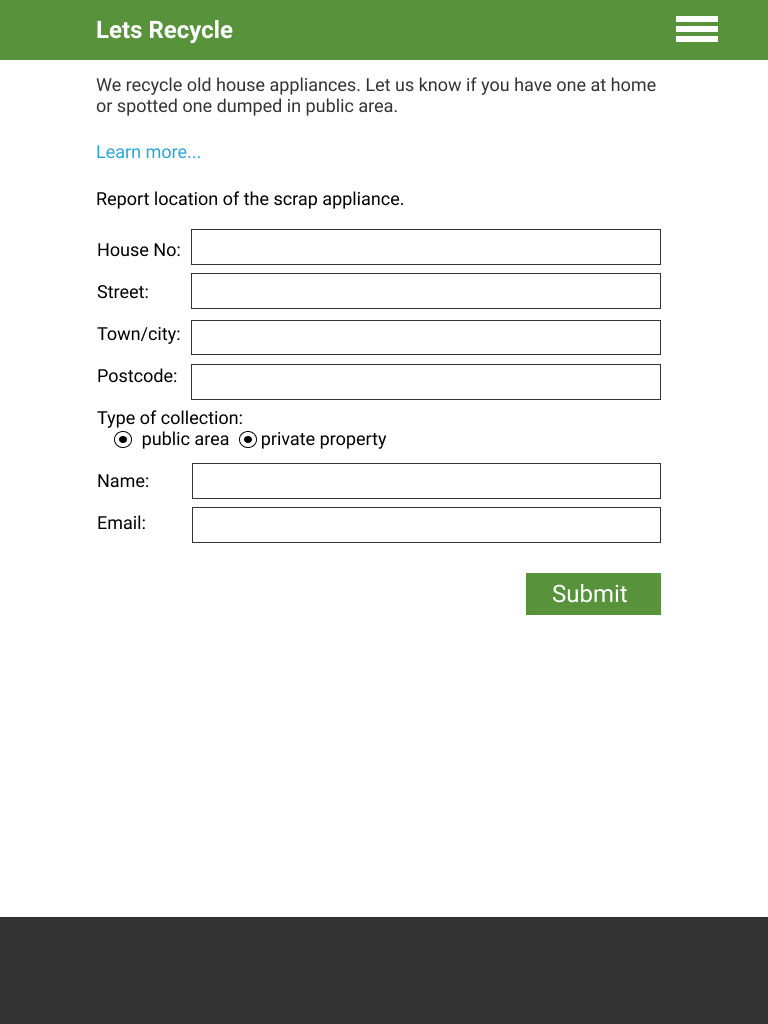 Lets Recycle
We recycle old house appliances. Let us know if you have one at home
or spotted one dumped in public area.
Learn more...
Report location of the scrap appliance.
House No:
Street:
Town/city:
Postcode:
Type of collection:
public area private property
Name:
Email:
Submit